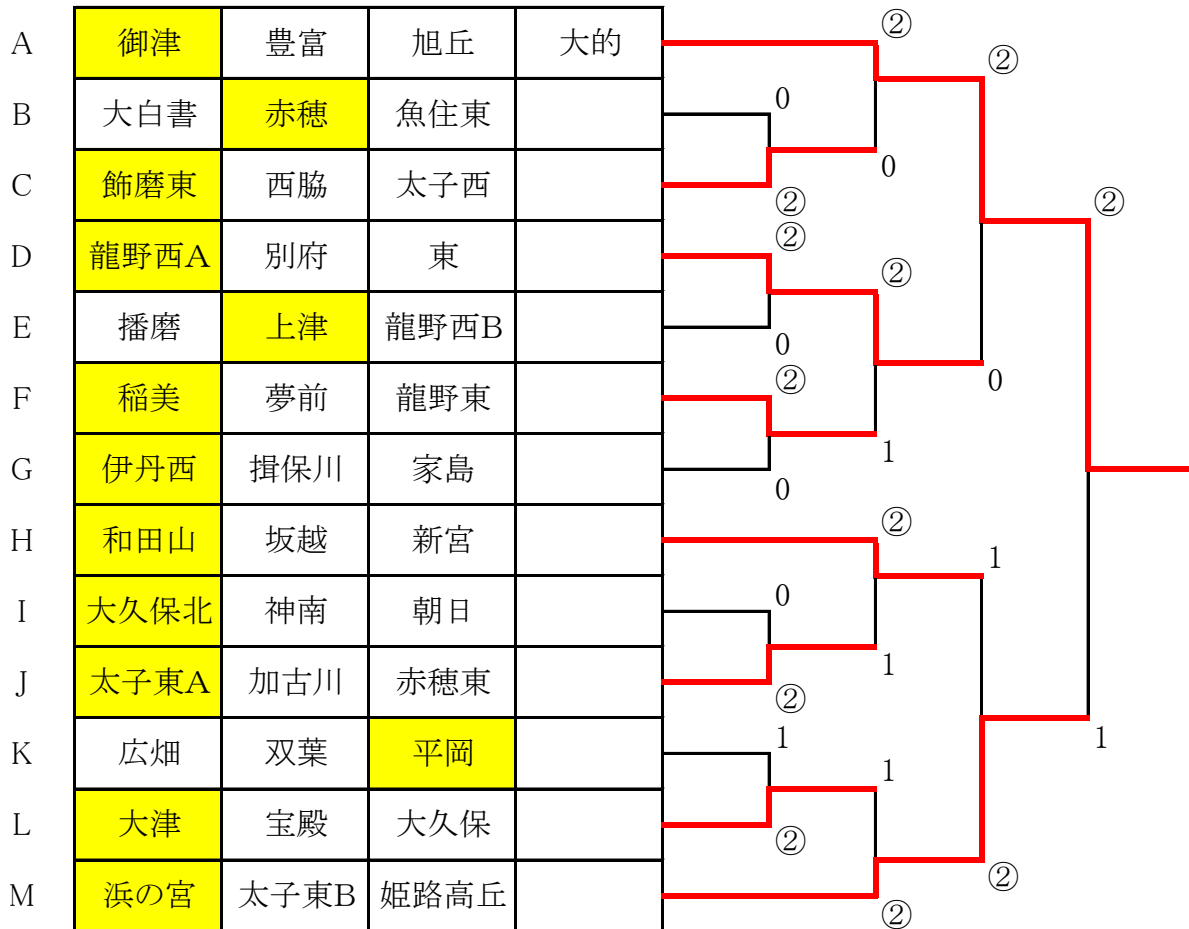 A 御津 豊富 旭丘 大的 ②
②
B 大白書 赤穂 魚住東 0
0
C 飾磨東 西脇 太子西 ② ②
②
D 龍野西A 別府 東 ②
E 播磨 上津 龍野西B 0
0
F 稲美 夢前 龍野東 ②
1
G 伊丹西 揖保川 家島 0
H 和田山 坂越 新宮 ②
1
I 大久保北 神南 朝日 0
1
J 太子東A 加古川 赤穂東 ②
K 広畑 双葉 平岡 1 1
1
L 大津 宝殿 大久保 ②
②
M 浜の宮 太子東B 姫路高丘 ②